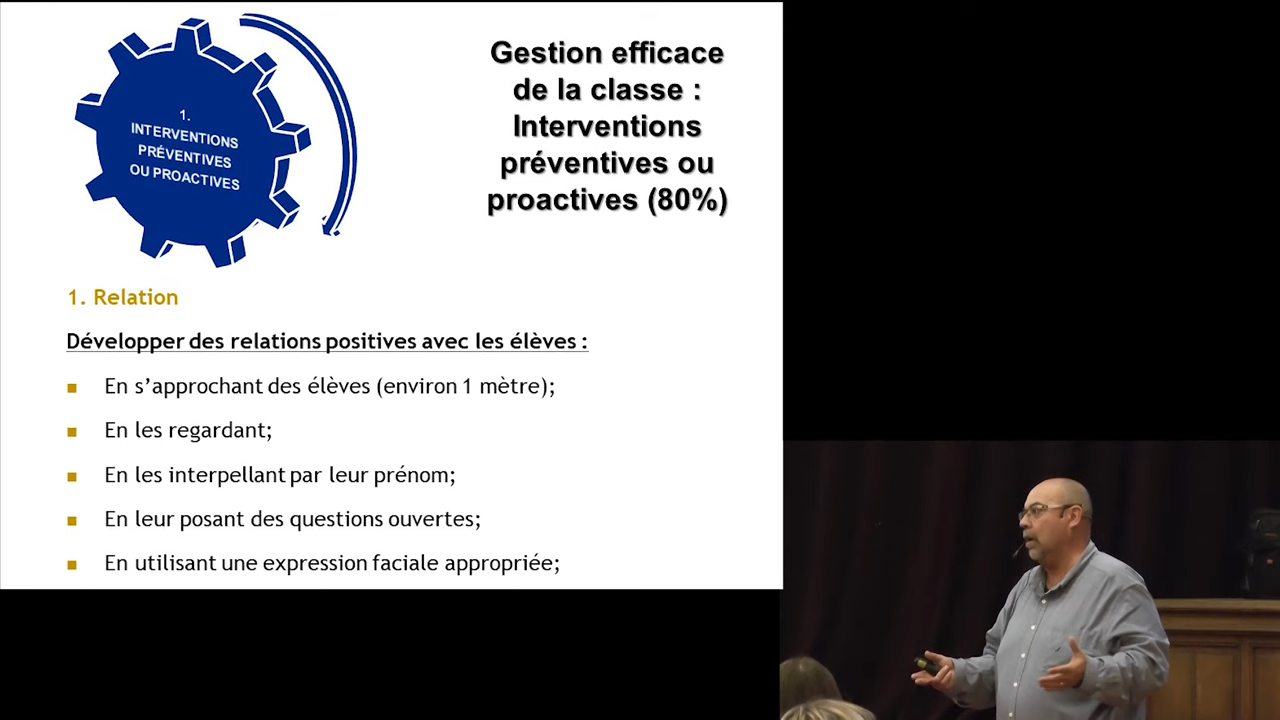 1.
INTERVENTIONS
PRÉVENTIVES
OU PROACTIVES
Gestion efficace
de la classe :
Interventions
préventives ou
proactives (80%)
1. Relation
Développer des relations positives avec les élèves :
■ En s’approchant des élèves (environ 1 mètre);
■ En les regardant;
■ En les interpellant par leur prénom;
■ En leur posant des questions ouvertes;
■ En utilisant une expression faciale appropriée;